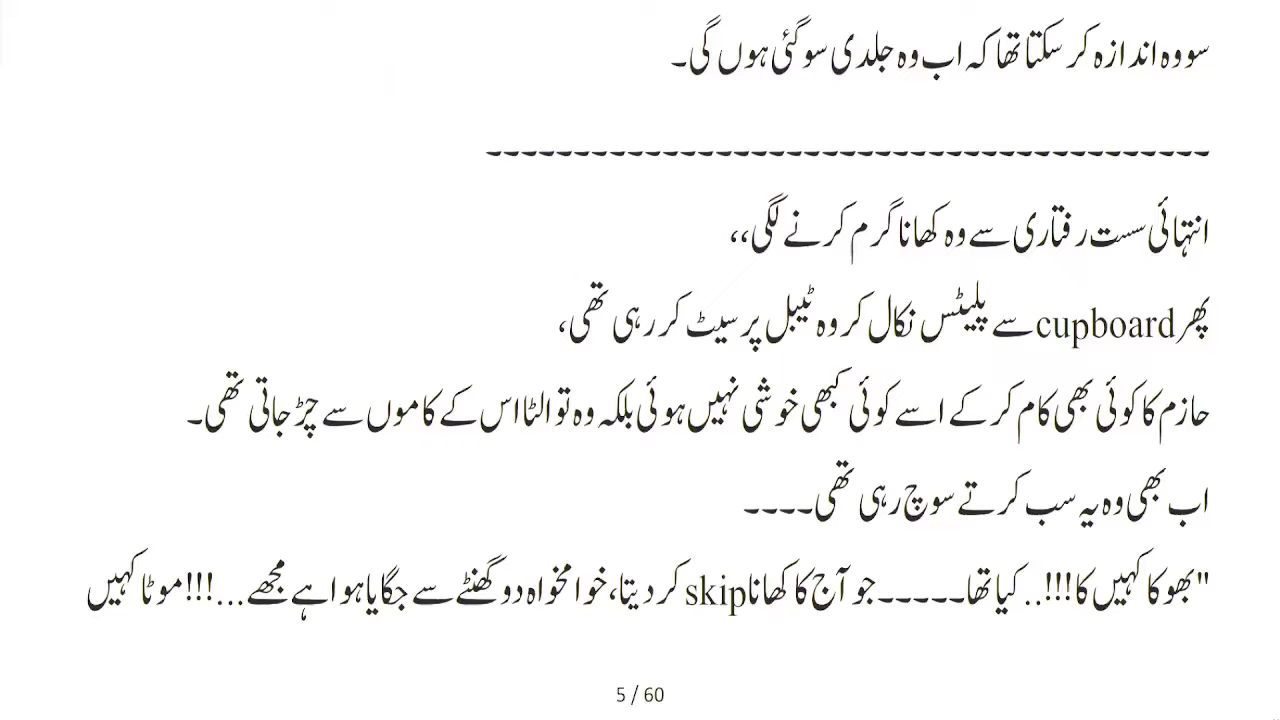 سو وہ اندازہ کر سکتا تھا کہ اب وہ جلدی سو گئی ہوں گی۔
۔۔۔۔۔۔۔۔۔۔۔۔۔۔۔۔۔۔۔۔۔۔۔۔۔۔۔۔۔۔۔۔۔۔۔۔۔۔۔۔۔
انتہائی سست رفتاری سے وہ کھانا گرم کرنے لگی،،
پھر cupboard سے پلیٹس نکال کر وہ ٹیبل پر سیٹ کر رہی تھی،
حازم کا کوئی بھی کام کر کے اسے کوئی کبھی خوشی نہیں ہوئی بلکہ وہ تو الٹا اس کے کاموں سے چڑ جاتی تھی۔
اب بھی وہ یہ سب کرتے سوچ رہی تھی۔۔۔۔
"بھوکا کہیں کا!!!.. کیا تھا۔۔۔۔۔ جو آج کا کھانا skip کر دیتا، خوامخواہ دو گھنٹے سے جگایا ہوا ہے مجھے...!!! موٹا کہیں
5 / 60